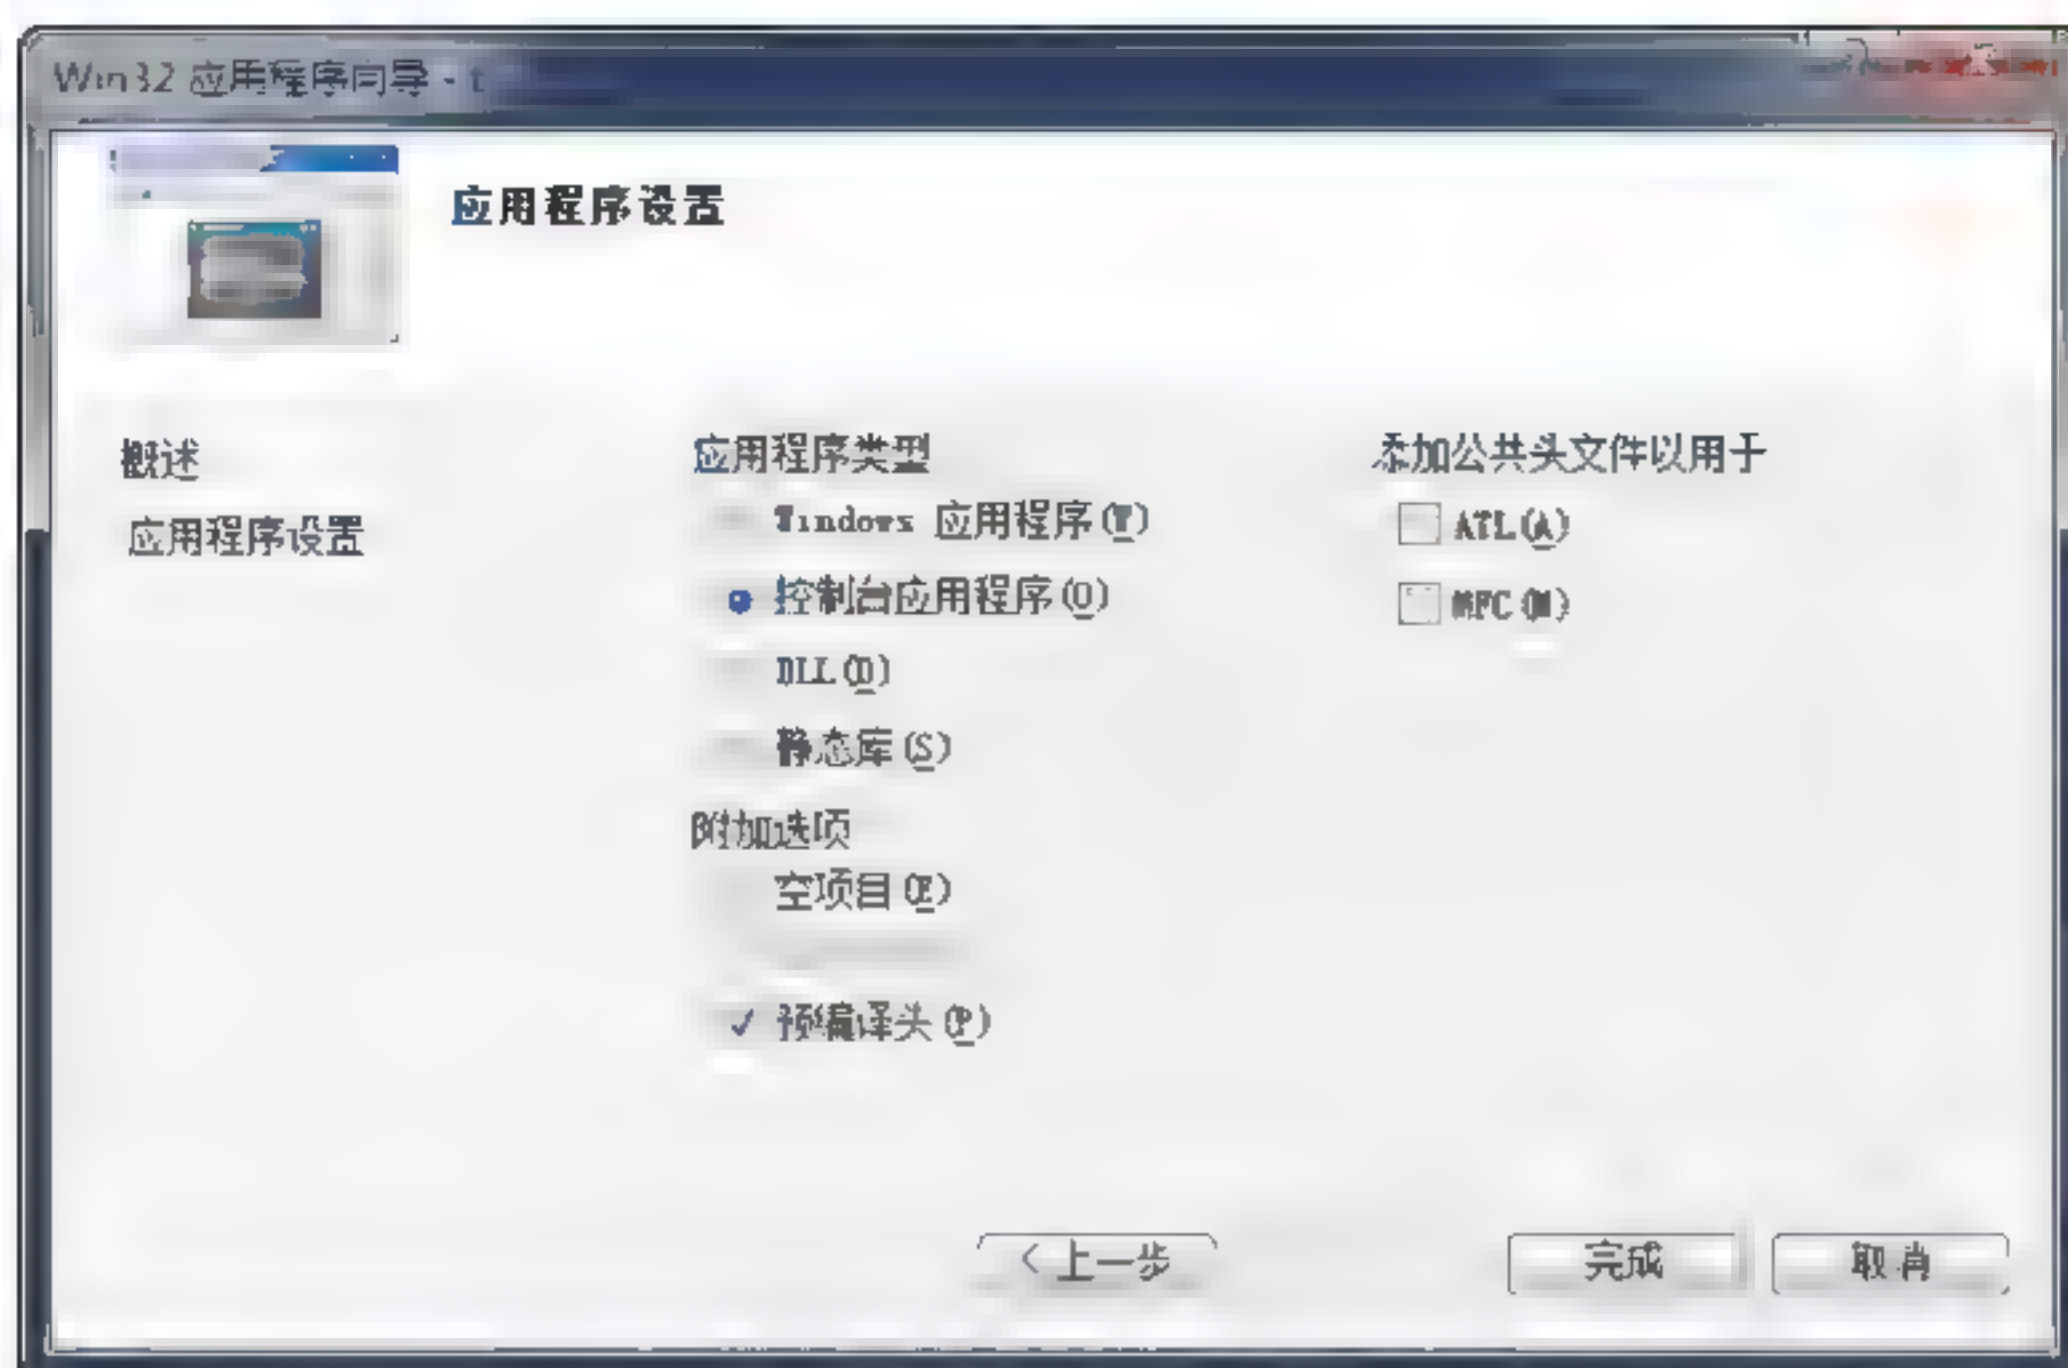 Win32 应用程序向导 - t
应用程序设置
概述
应用程序设置
应用程序类型
Windows 应用程序(W)
控制台应用程序(O)
DLL(D)
静态库(S)
附加选项
空项目(E)
预编译头(P)
添加公共头文件以用于
ATL(A)
MFC(M)
< 上一步
完成
取消